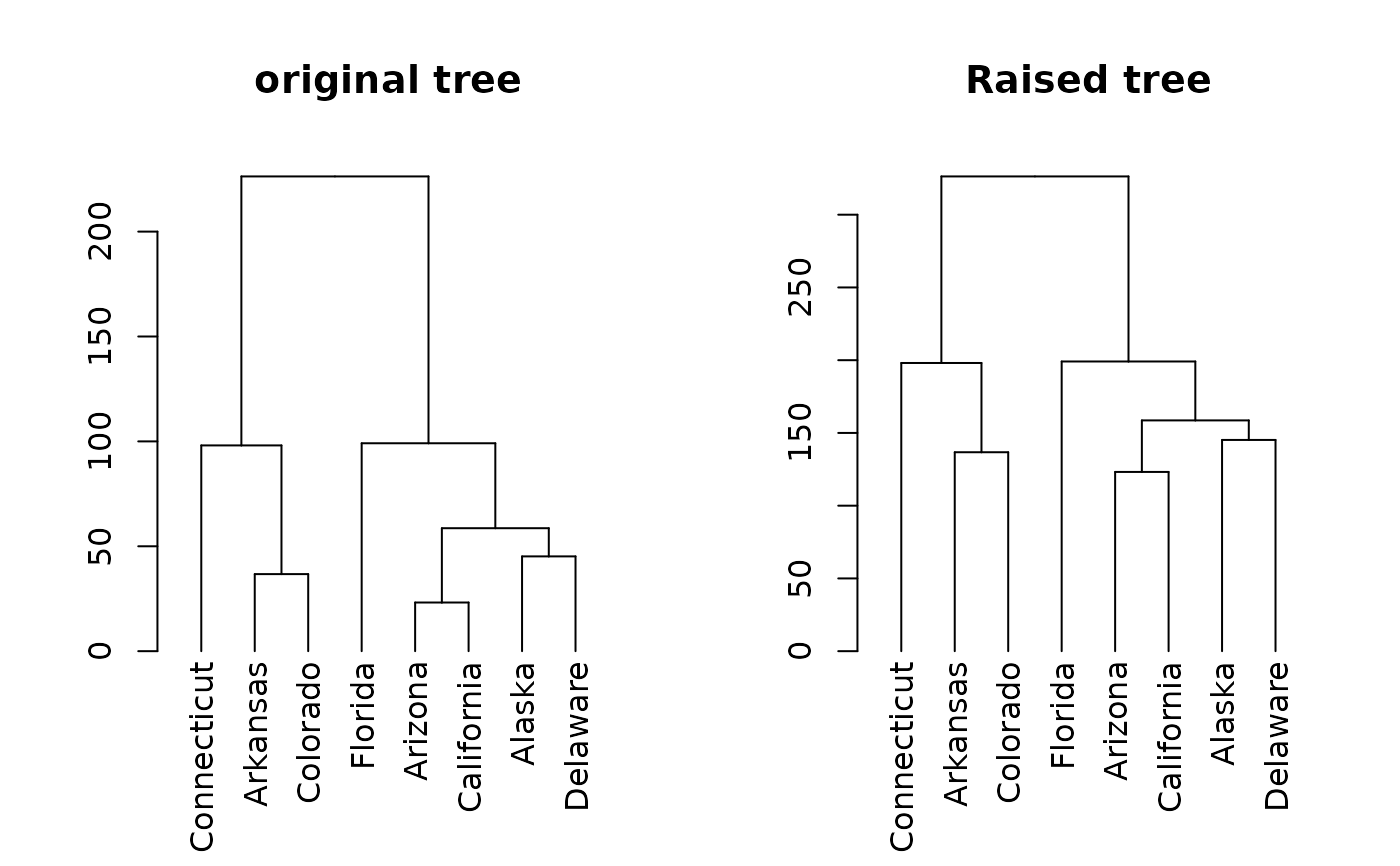 original tree
200
150
100
50
0
Connecticut
Arkansas
Colorado
Florida
Arizona
California
Alaska
Delaware
Raised tree
250
150
50
0
Connecticut
Arkansas
Colorado
Florida
Arizona
California
Alaska
Delaware